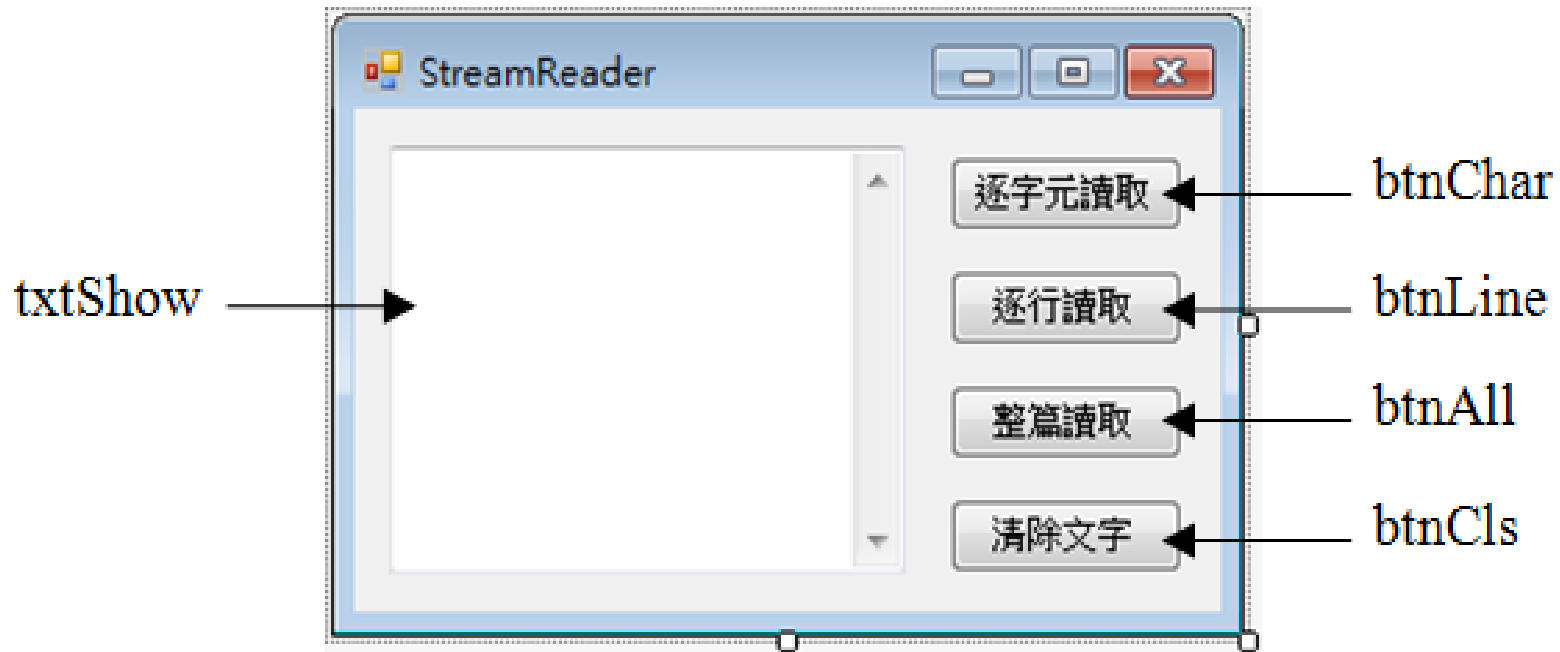 StreamReader
txtShow
逐字元讀取
btnChar
逐行讀取
btnLine
整篇讀取
btnAll
清除文字
btnCls